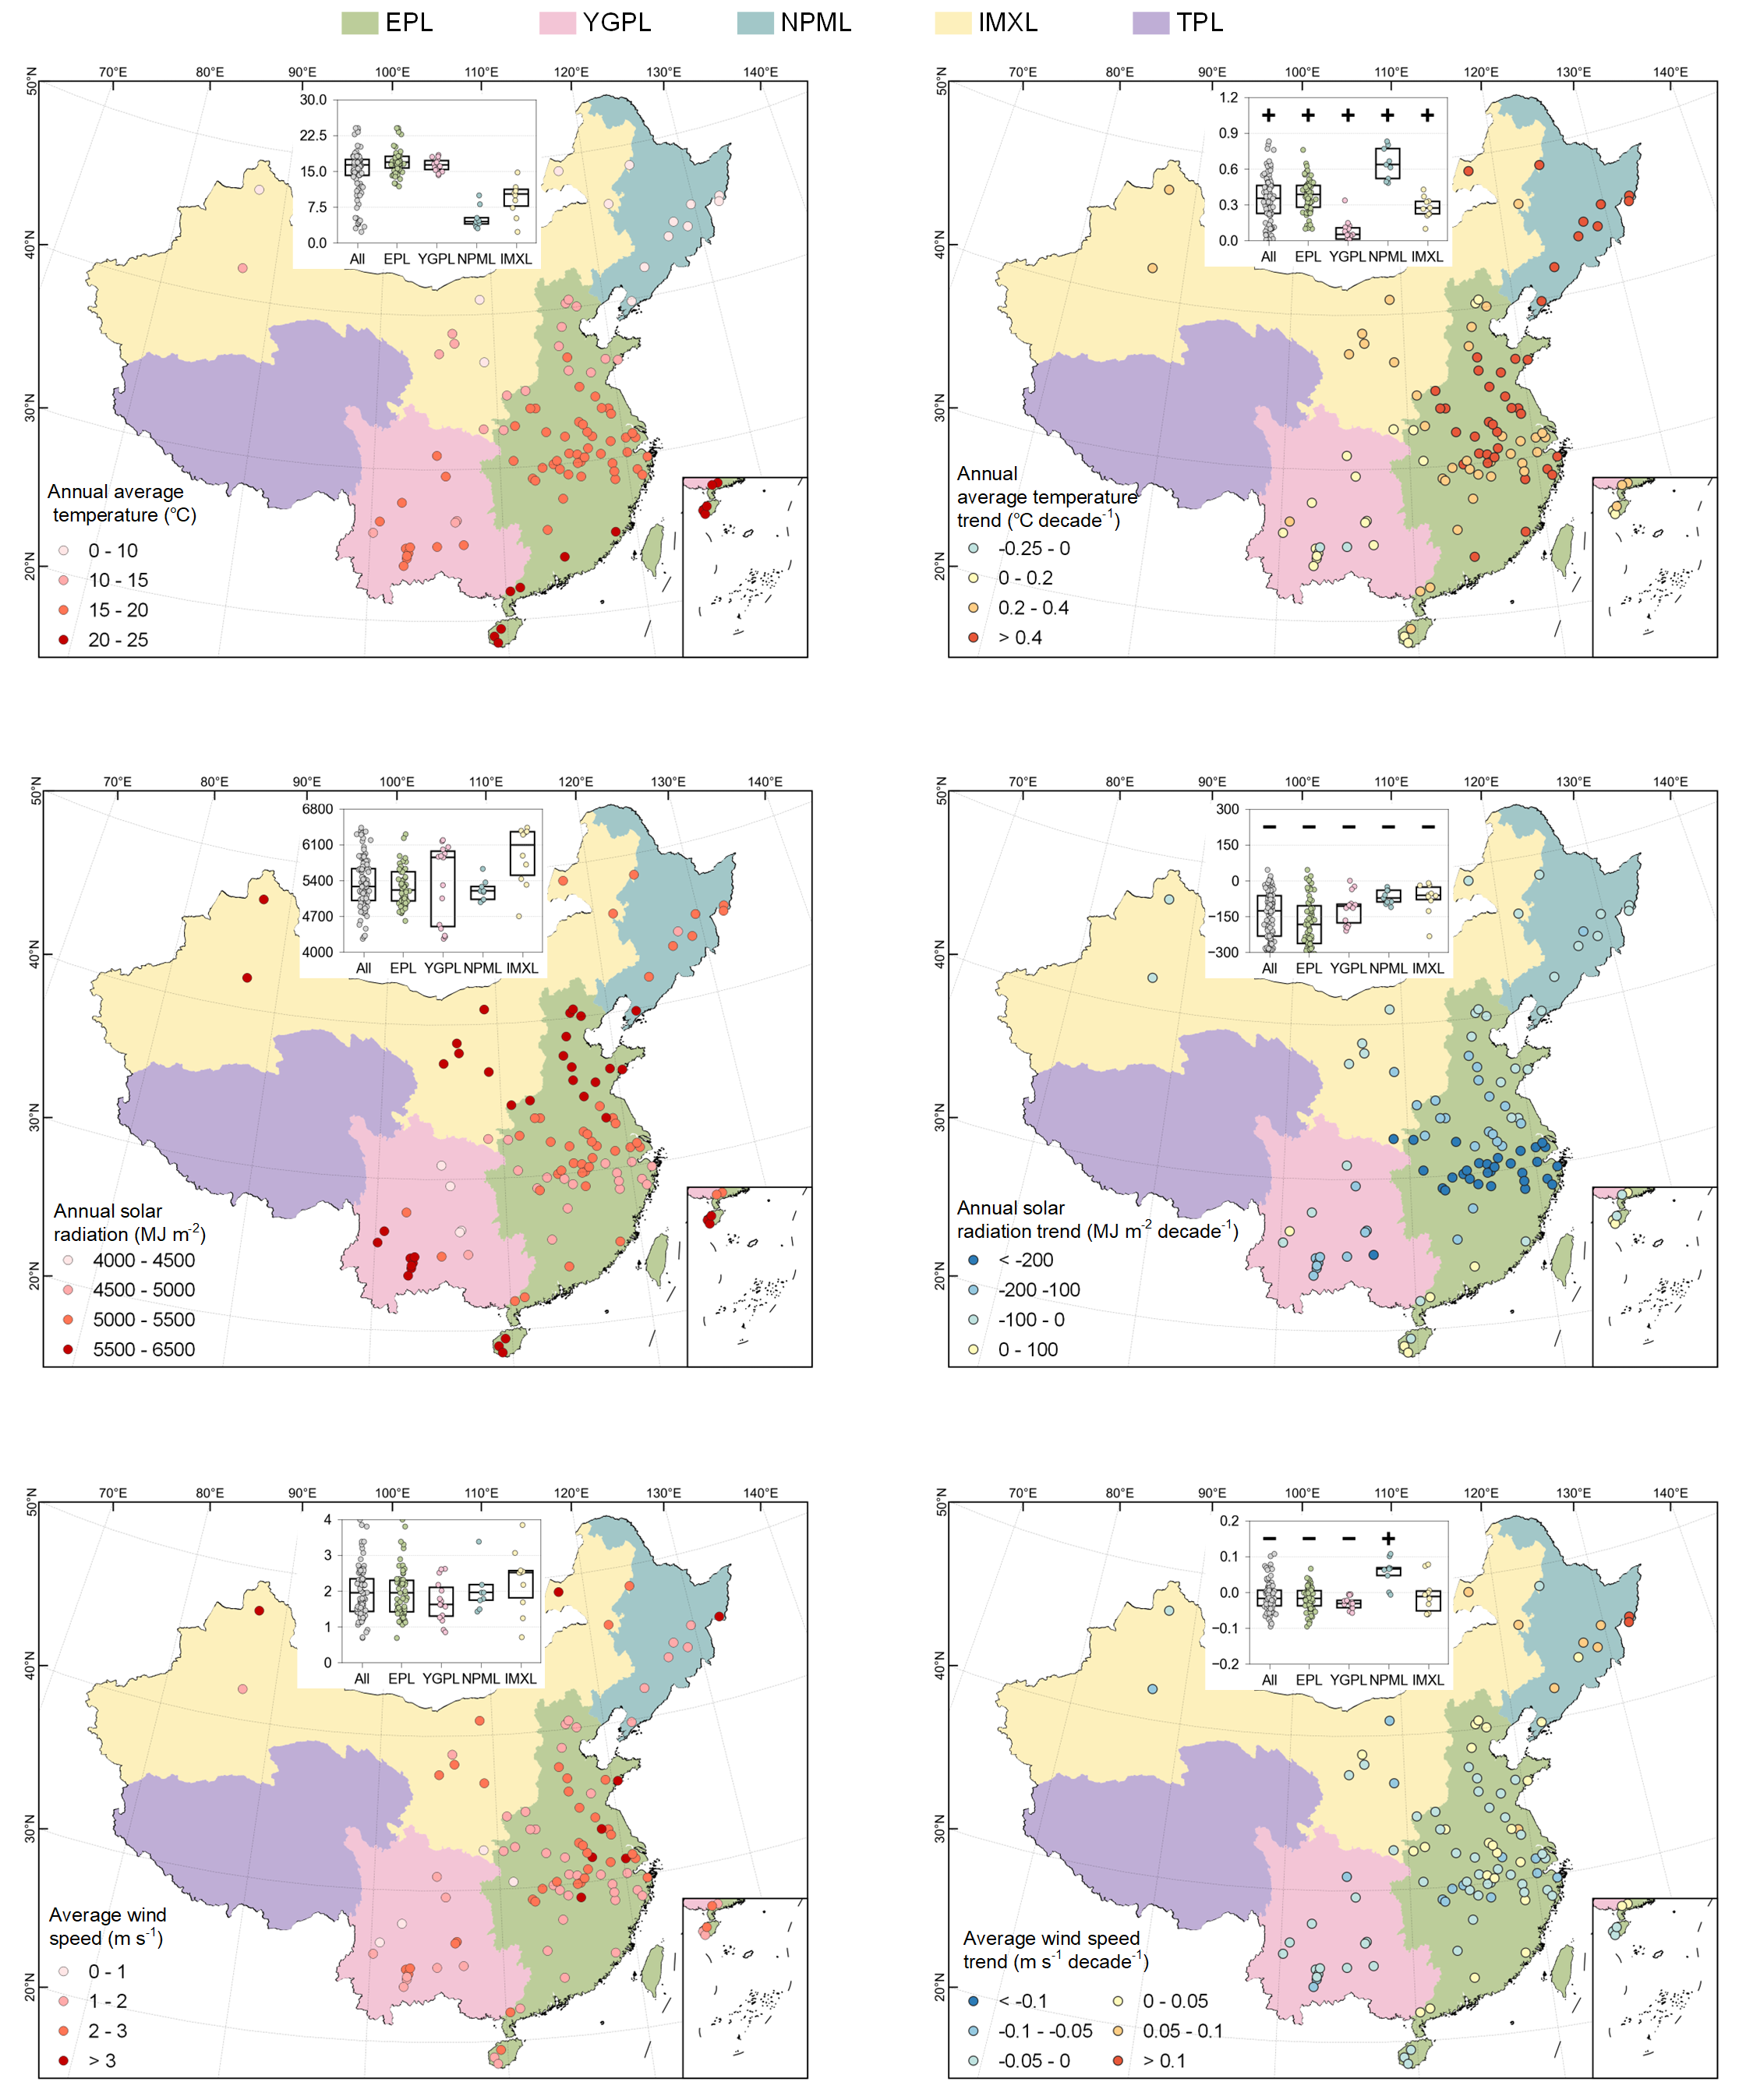 EPL YGPL NPML IMXL TPL
70°E 80°E 90°E 100°E 110°E 120°E 130°E 140°E
50°N
40°N
30°N
20°N
30.0
22.5
15.0
7.5
0.0
All EPL YGPL NPML IMXL
Annual average
temperature (°C)
0 - 10
10 - 15
15 - 20
20 - 25
70°E 80°E 90°E 100°E 110°E 120°E 130°E 140°E
50°N
40°N
30°N
20°N
1.2
+ + + + +
0.9
0.6
0.3
0.0
All EPL YGPL NPML IMXL
Annual
average temperature
trend (°C decade-1)
-0.25 - 0
0 - 0.2
0.2 - 0.4
> 0.4
70°E 80°E 90°E 100°E 110°E 120°E 130°E 140°E
50°N
40°N
30°N
20°N
6800
6100
5400
4700
4000
All EPL YGPL NPML IMXL
Annual solar
radiation (MJ m-2)
4000 - 4500
4500 - 5000
5000 - 5500
5500 - 6500
70°E 80°E 90°E 100°E 110°E 120°E 130°E 140°E
50°N
40°N
30°N
20°N
300
− − − − −
150
0
−150
−300
All EPL YGPL NPML IMXL
Annual solar
radiation trend (MJ m-2 decade-1)
< -200
-200 -100
-100 - 0
0 - 100
70°E 80°E 90°E 100°E 110°E 120°E 130°E 140°E
50°N
40°N
30°N
20°N
4
3
2
1
0
All EPL YGPL NPML IMXL
Average wind
speed (m s-1)
0 - 1
1 - 2
2 - 3
> 3
70°E 80°E 90°E 100°E 110°E 120°E 130°E 140°E
50°N
40°N
30°N
20°N
0.2
− − − +
0.1
0.0
−0.1
−0.2
All EPL YGPL NPML IMXL
Average wind speed
trend (m s-1 decade-1)
< -0.1 0 - 0.05
-0.1 - -0.05 0.05 - 0.1
-0.05 - 0 > 0.1